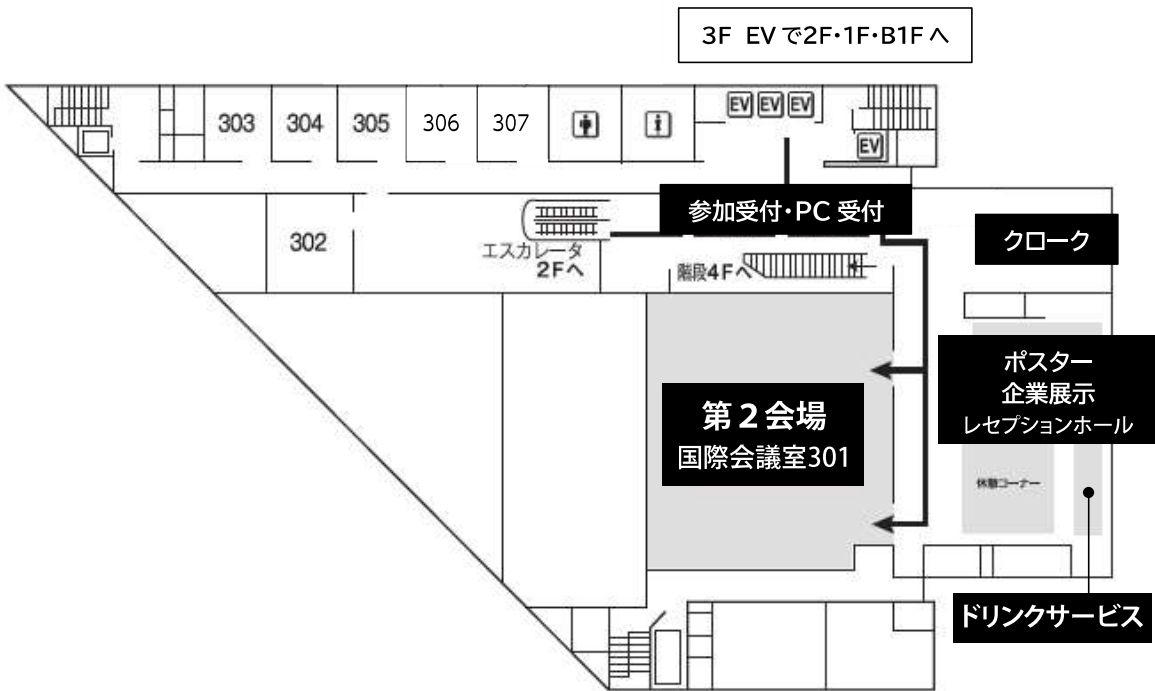 3F EVで2F・1F・B1Fへ
EV EV EV
303 304 305 306 307
EV
参加受付・PC受付
302
クローク
エスカレータ
2Fへ
階段4Fへ
ポスター
企業展示
レセプションホール
第2会場
国際会議室301
休憩コーナー
ドリンクサービス